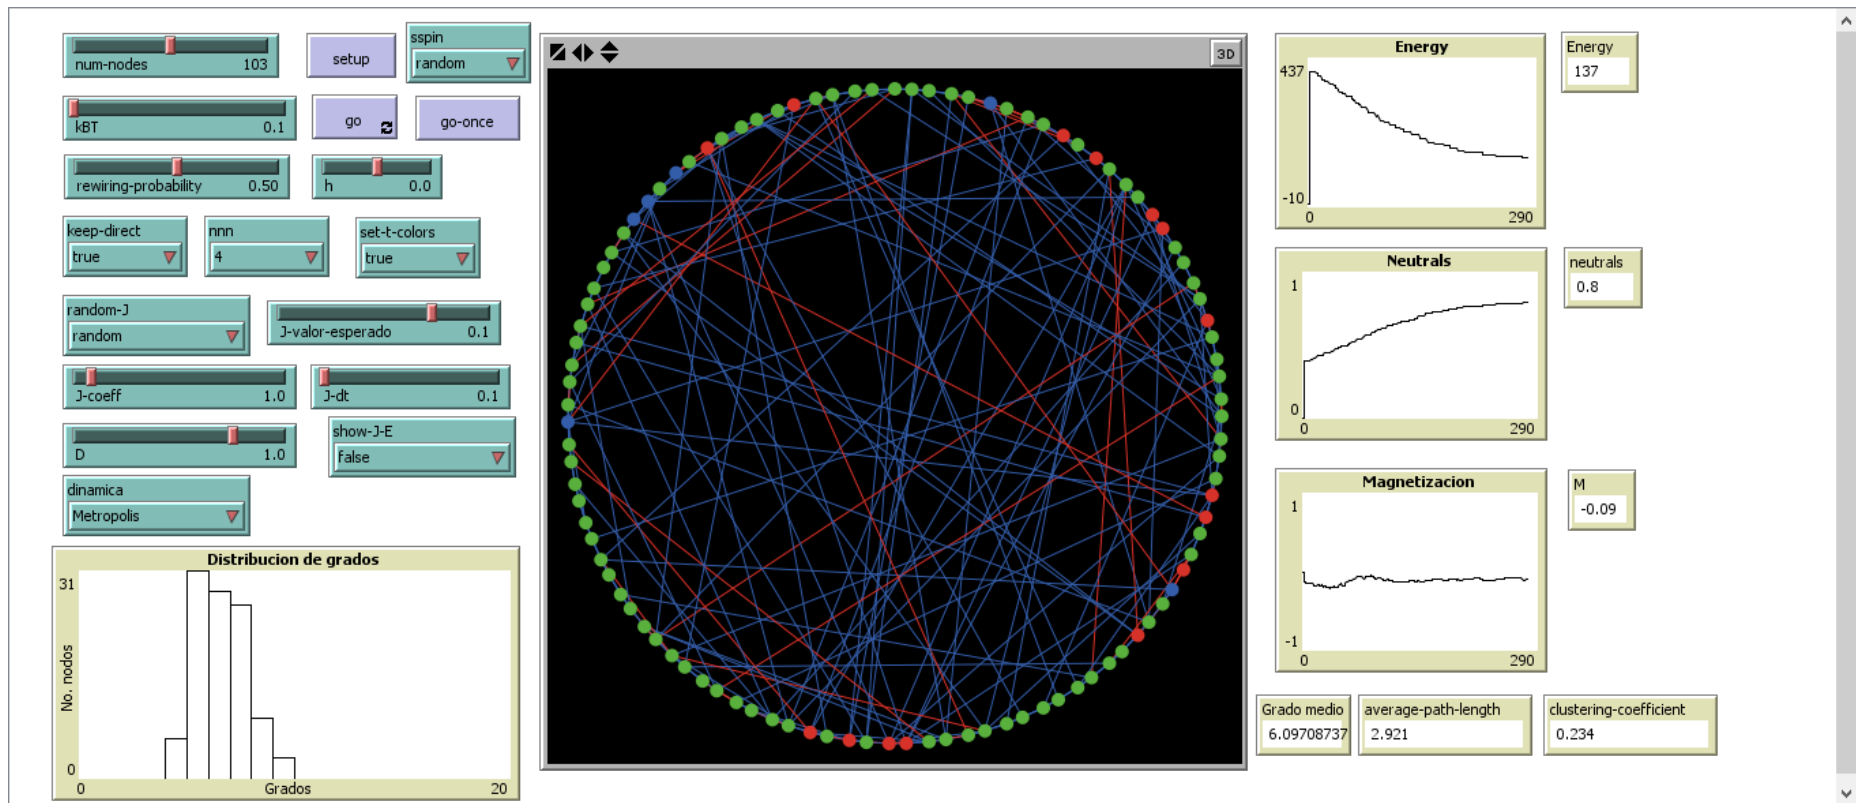 num-nodes 103
setup
sspin
random
kBT 0.1
go
go-once
rewiring-probability 0.50
h 0.0
keep-direct
true
nnn
4
set-t-colors
true
random-J
random
J-valor-esperado 0.1
J-coeff 1.0
J-dt 0.1
D 1.0
show-J-E
false
dinamica
Metropolis
Distribucion de grados
31
No. nodos
0
0 Grados 20
3D
Energy
437
-10
0 290
Energy
137
Neutrals
1
0
0 290
neutrals
0.8
Magnetizacion
1
-1
0 290
M
-0.09
Grado medio
6.09708737
average-path-length
2.921
clustering-coefficient
0.234